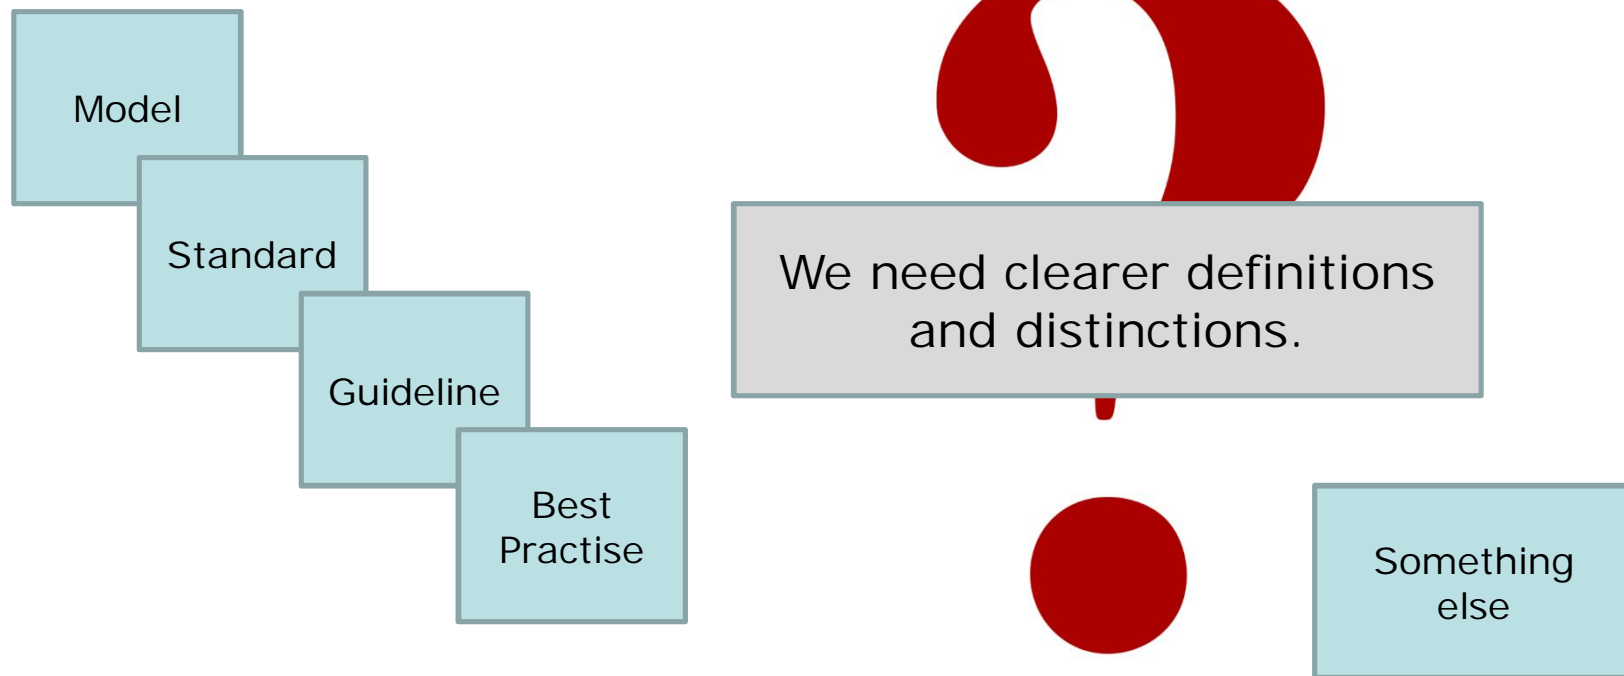 Model
Standard
Guideline
Best
Practise
We need clearer definitions
and distinctions.
Something
else